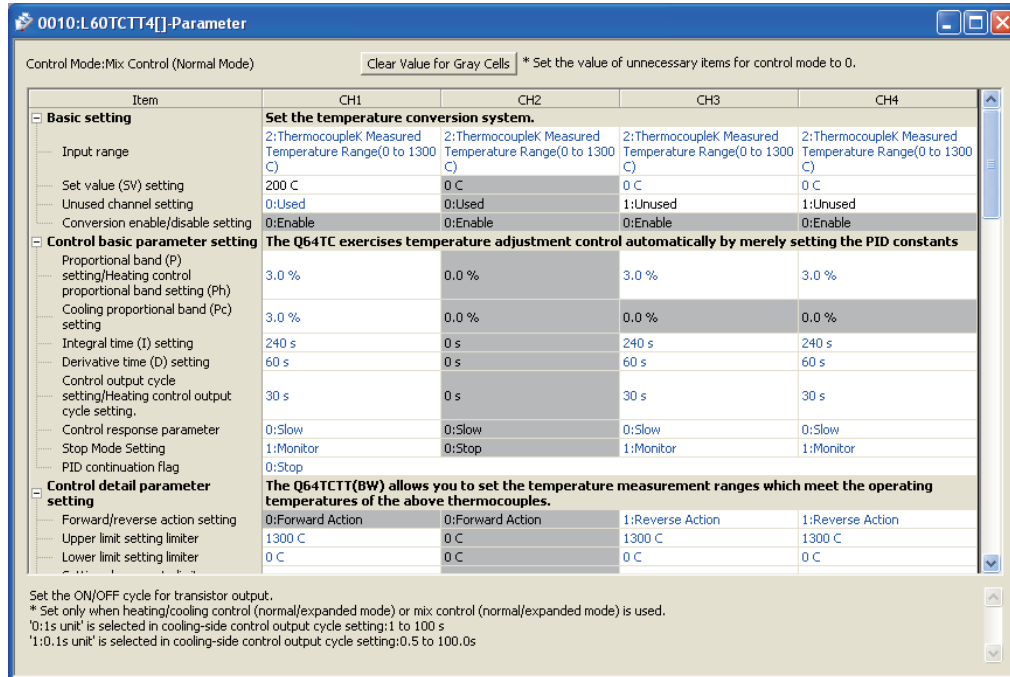 0010:L60TCTT4[]-Parameter
Control Mode:Mix Control (Normal Mode) Clear Value for Gray Cells * Set the value of unnecessary items for control mode to 0.
Item CH1 CH2 CH3 CH4
Basic setting Set the temperature conversion system.
Input range 2:ThermocoupleK Measured Temperature Range(0 to 1300 C) 2:ThermocoupleK Measured Temperature Range(0 to 1300 C) 2:ThermocoupleK Measured Temperature Range(0 to 1300 C) 2:ThermocoupleK Measured Temperature Range(0 to 1300 C)
Set value (SV) setting 200 C 0 C 0 C 0 C
Unused channel setting 0:Used 0:Used 1:Unused 1:Unused
Conversion enable/disable setting 0:Enable 0:Enable 0:Enable 0:Enable
Control basic parameter setting The Q64TC exercises temperature adjustment control automatically by merely setting the PID constants
Proportional band (P) setting/Heating control proportional band setting (Ph) 3.0 % 0.0 % 3.0 % 3.0 %
Cooling proportional band (Pc) setting 3.0 % 0.0 % 0.0 % 0.0 %
Integral time (I) setting 240 s 0 s 240 s 240 s
Derivative time (D) setting 60 s 0 s 60 s 60 s
Control output cycle setting/Heating control output cycle setting. 30 s 0 s 30 s 30 s
Control response parameter 0:Slow 0:Slow 0:Slow 0:Slow
Stop Mode Setting 1:Monitor 0:Stop 1:Monitor 1:Monitor
PID continuation flag 0:Stop
Control detail parameter setting The Q64TCTT(BW) allows you to set the temperature measurement ranges which meet the operating temperatures of the above thermocouples.
Forward/reverse action setting 0:Forward Action 0:Forward Action 1:Reverse Action 1:Reverse Action
Upper limit setting limiter 1300 C 0 C 1300 C 1300 C
Lower limit setting limiter 0 C 0 C 0 C 0 C
Set the ON/OFF cycle for transistor output.
* Set only when heating/cooling control (normal/expanded mode) or mix control (normal/expanded mode) is used.
'0:1s unit' is selected in cooling-side control output cycle setting:1 to 100 s
'1:0.1s unit' is selected in cooling-side control output cycle setting:0.5 to 100.0s